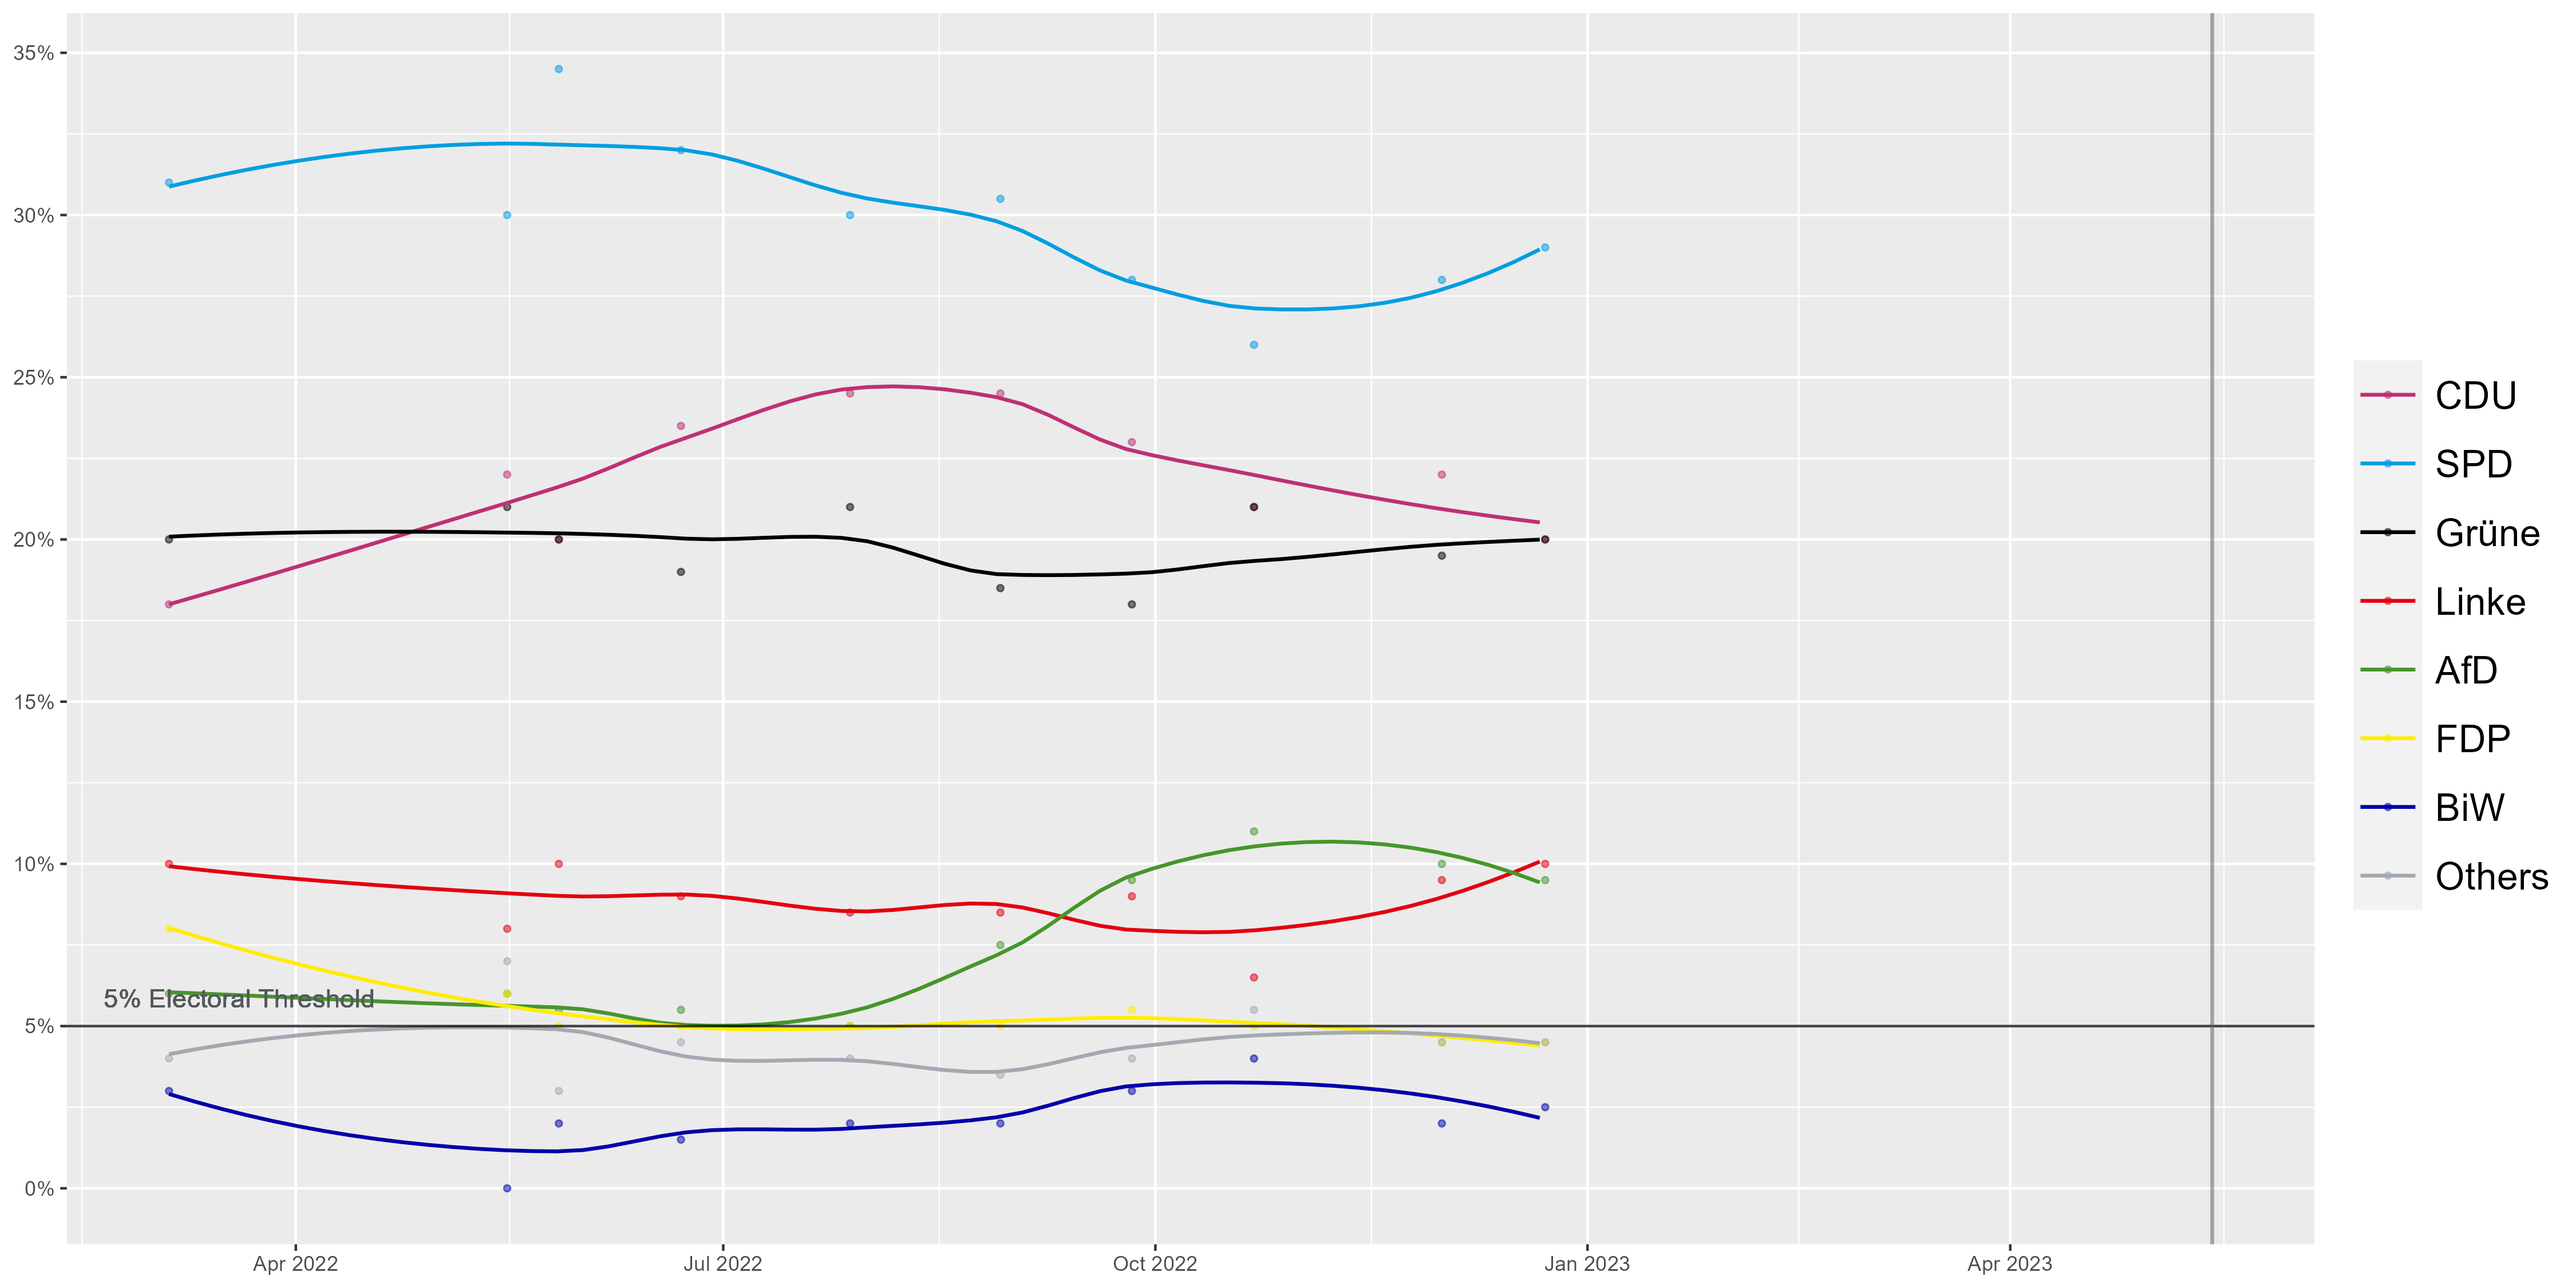 35%
30%
25%
20%
15%
10%
5%
0%
5% Electoral Threshold
Apr 2022
Jul 2022
Oct 2022
Jan 2023
Apr 2023
CDU
SPD
Grüne
Linke
AfD
FDP
BiW
Others